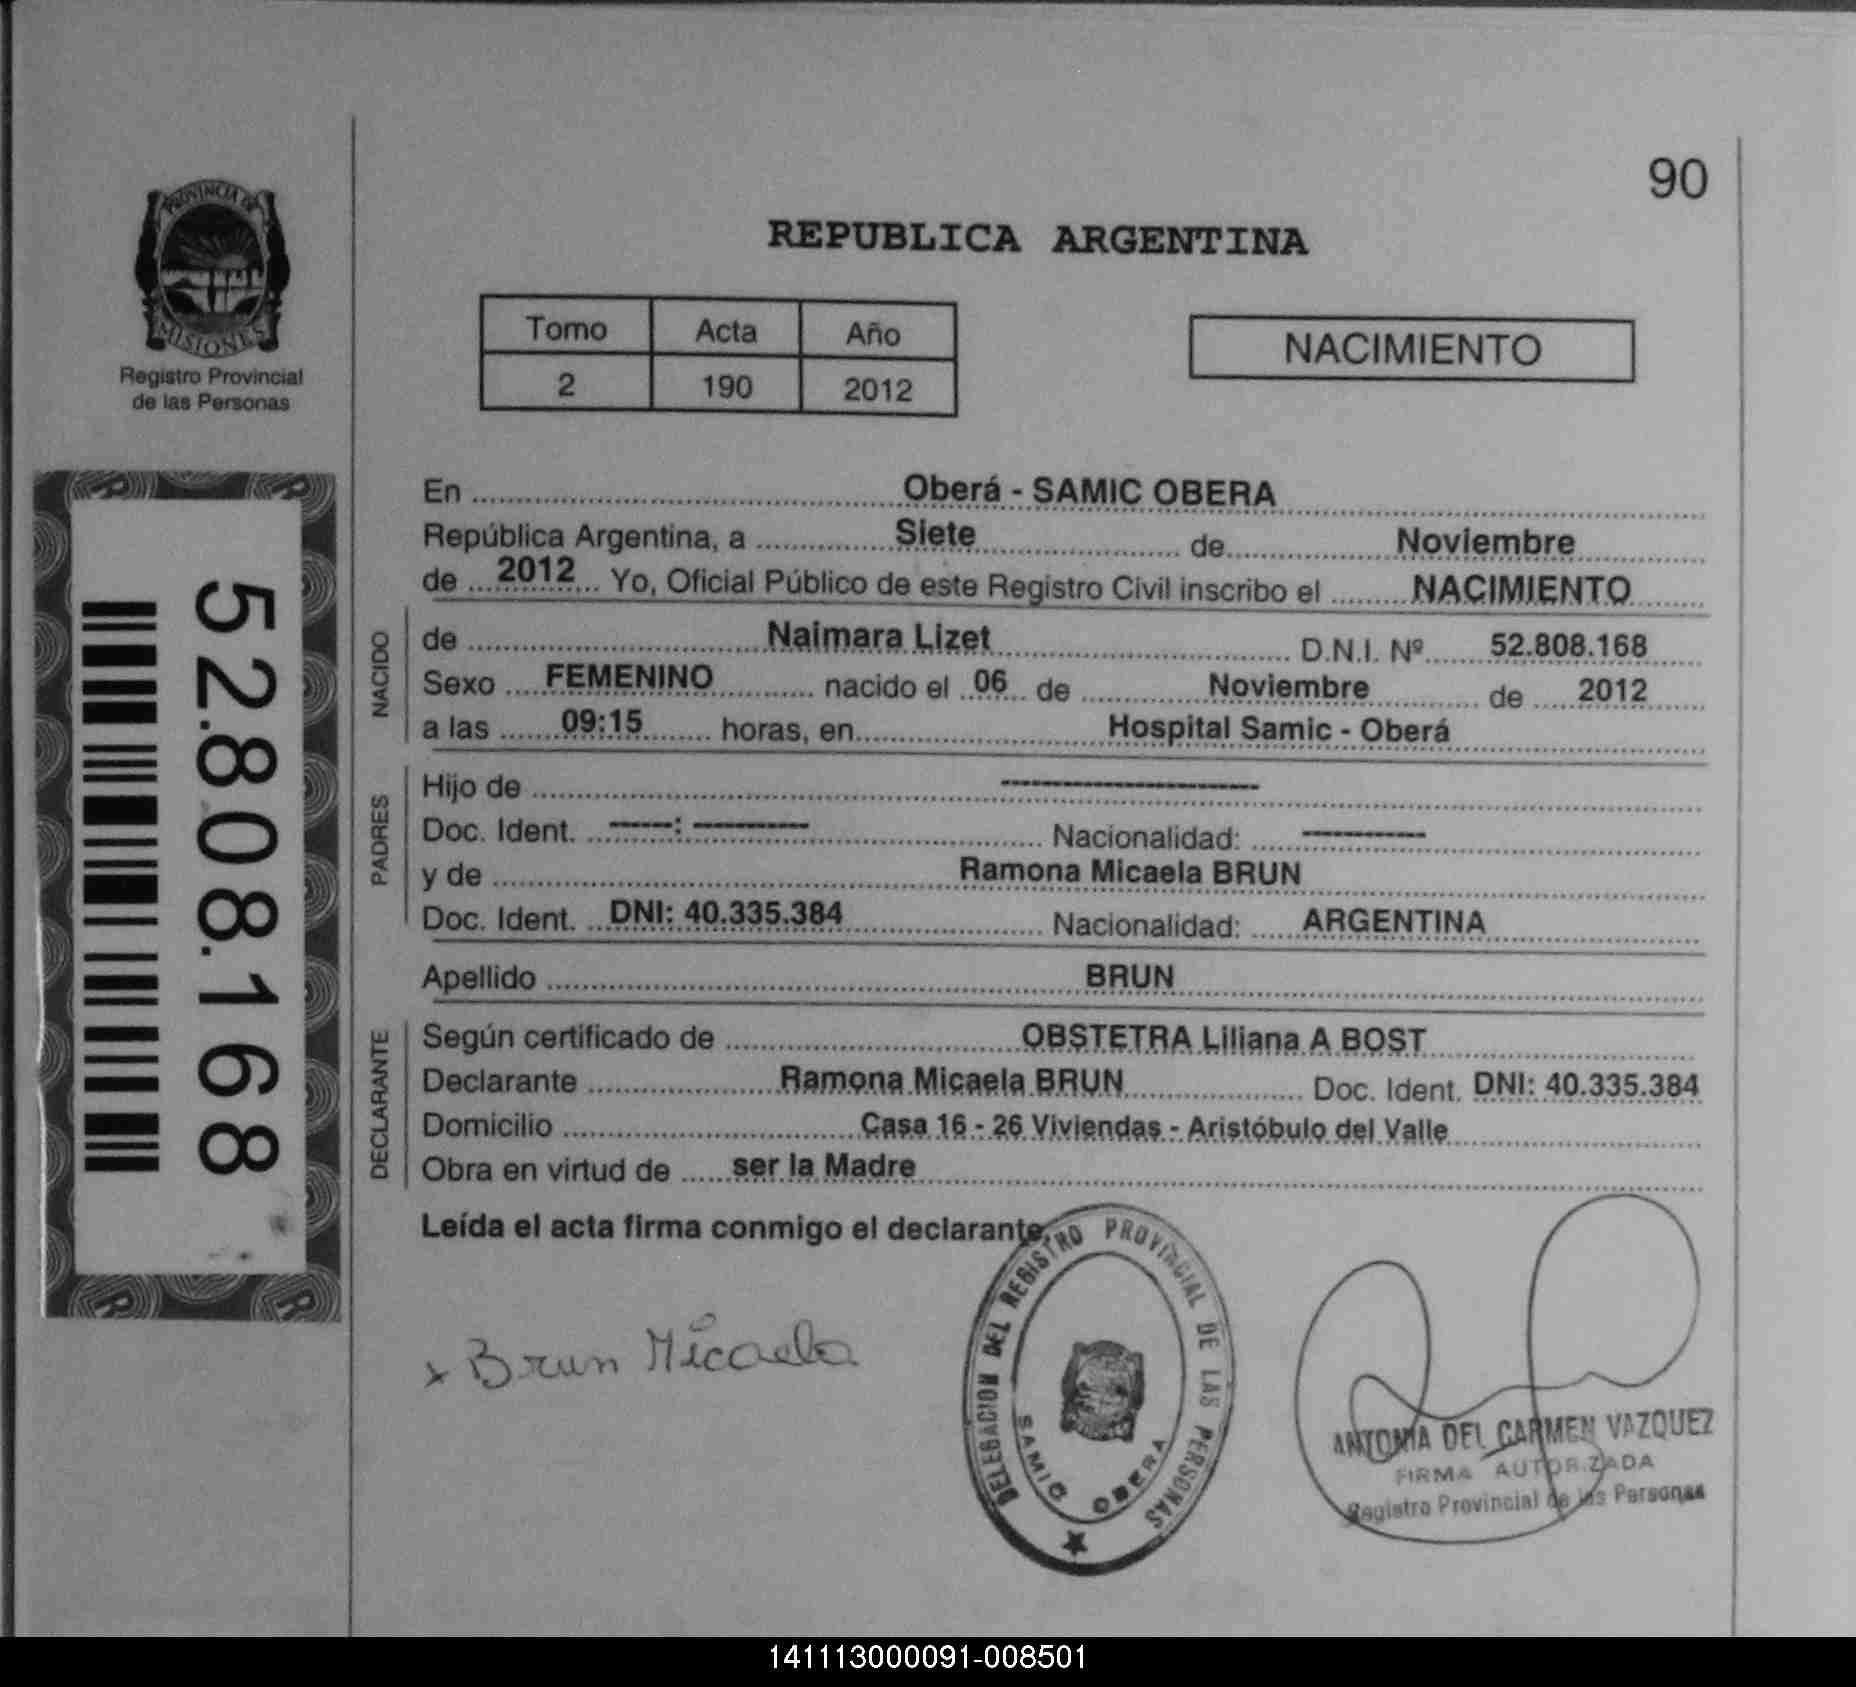 PROVINCIA DE
MISIONES
Registro Provincial
de las Personas
52.808.168
90
REPUBLICA ARGENTINA
Tomo Acta Año
2 190 2012
NACIMIENTO
En Oberá - SAMIC OBERA
República Argentina, a Siete de Noviembre
de 2012 Yo, Oficial Público de este Registro Civil inscribo el NACIMIENTO
NACIDO
de Naimara Lizet D.N.I. Nº 52.808.168
Sexo FEMENINO nacido el 06 de Noviembre de 2012
a las 09:15 horas, en Hospital Samic - Oberá
PADRES
Hijo de ----------------------
Doc. Ident. -----: ---------- Nacionalidad: ----------
y de Ramona Micaela BRUN
Doc. Ident. DNI: 40.335.384 Nacionalidad: ARGENTINA
Apellido BRUN
DECLARANTE
Según certificado de OBSTETRA Liliana A BOST
Declarante Ramona Micaela BRUN Doc. Ident. DNI: 40.335.384
Domicilio Casa 16 - 26 Viviendas - Aristóbulo del Valle
Obra en virtud de ser la Madre
Leída el acta firma conmigo el declarante.
x Brun Micaela
DELEGACION DEL REGISTRO PROVINCIAL DE LAS PERSONAS
SAMIC OBERA
ANTONIA DEL CARMEN VAZQUEZ
FIRMA AUTORIZADA
Registro Provincial de las Personas
141113000091-008501